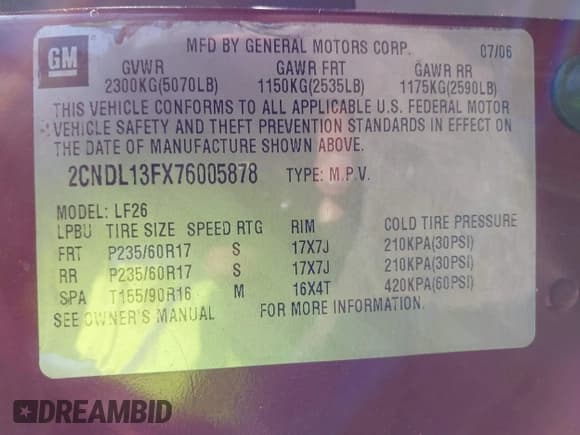 GM
MFD BY GENERAL MOTORS CORP. 07/06
GVWR GAWR FRT GAWR RR
2300KG(5070LB) 1150KG(2535LB) 1175KG(2590LB)
THIS VEHICLE CONFORMS TO ALL APPLICABLE U.S. FEDERAL MOTOR
VEHICLE SAFETY AND THEFT PREVENTION STANDARDS IN EFFECT ON
THE DATE OF MANUFACTURE SHOWN ABOVE.
2CNDL13FX76005878 TYPE: M.P.V.
MODEL: LF26
LPBU TIRE SIZE SPEED RTG RIM COLD TIRE PRESSURE
FRT P235/60R17 S 17X7J 210KPA(30PSI)
RR P235/60R17 S 17X7J 210KPA(30PSI)
SPA T155/90R16 M 16X4T 420KPA(60PSI)
SEE OWNER'S MANUAL FOR MORE INFORMATION.
DREAMBID